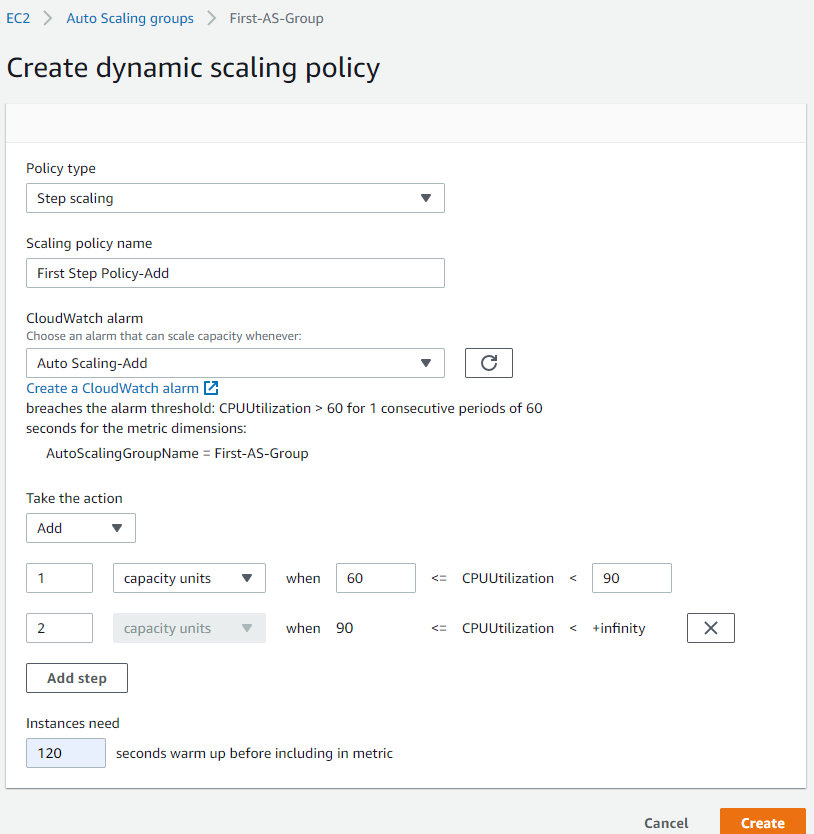 EC2 > Auto Scaling groups > First-AS-Group
Create dynamic scaling policy
Policy type
Step scaling
Scaling policy name
First Step Policy-Add
CloudWatch alarm
Choose an alarm that can scale capacity whenever:
Auto Scaling-Add
Create a CloudWatch alarm
breaches the alarm threshold: CPUUtilization > 60 for 1 consecutive periods of 60
seconds for the metric dimensions:
AutoScalingGroupName = First-AS-Group
Take the action
Add
1 capacity units when 60 <= CPUUtilization < 90
2 capacity units when 90 <= CPUUtilization < +infinity
Add step
Instances need
120 seconds warm up before including in metric
Cancel Create